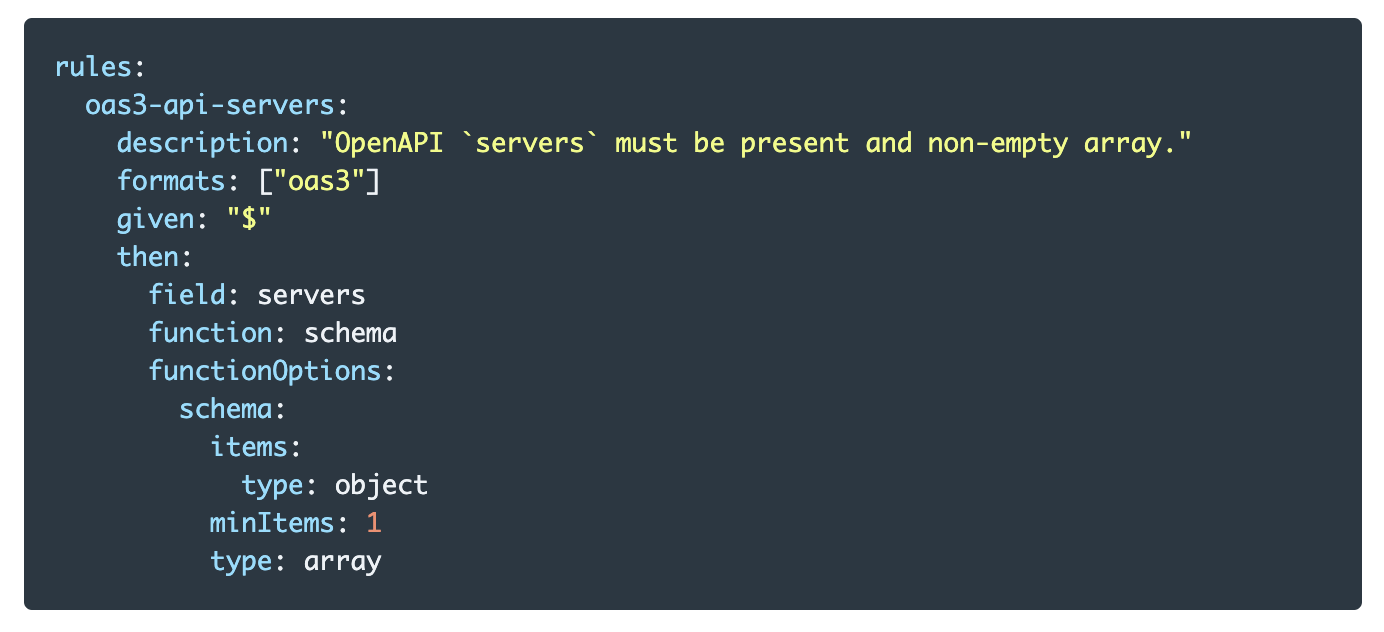 rules:
  oas3-api-servers:
    description: "OpenAPI `servers` must be present and non-empty array."
    formats: ["oas3"]
    given: "$"
    then:
      field: servers
      function: schema
      functionOptions:
        schema:
          items:
            type: object
          minItems: 1
          type: array